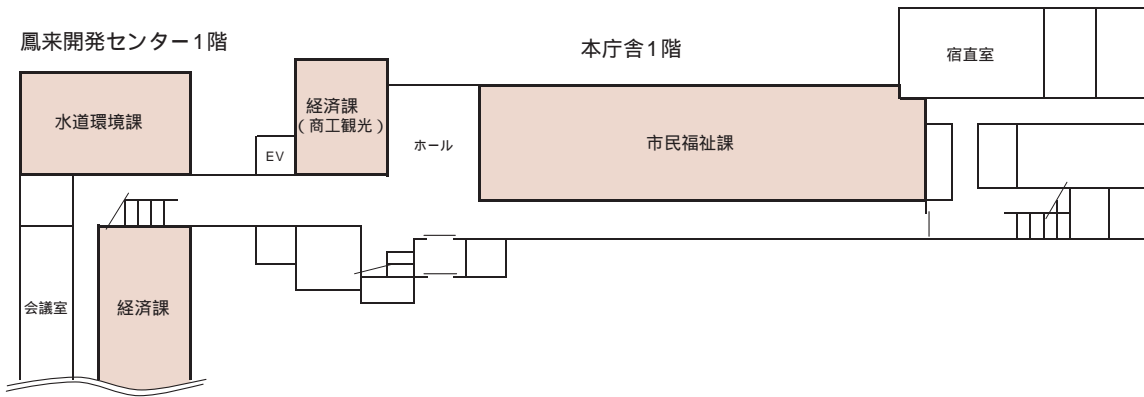 鳳来開発センター1階
本庁舎1階
宿直室
経済課
(商工観光)
水道環境課
市民福祉課
ホール
EV
会議室
経済課